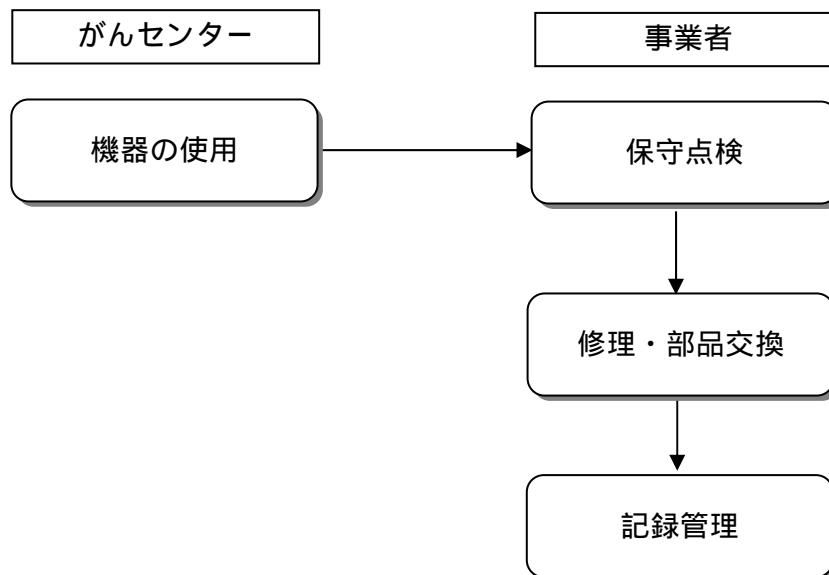 がんセンター
事業者
機器の使用
保守点検
修理・部品交換
記録管理